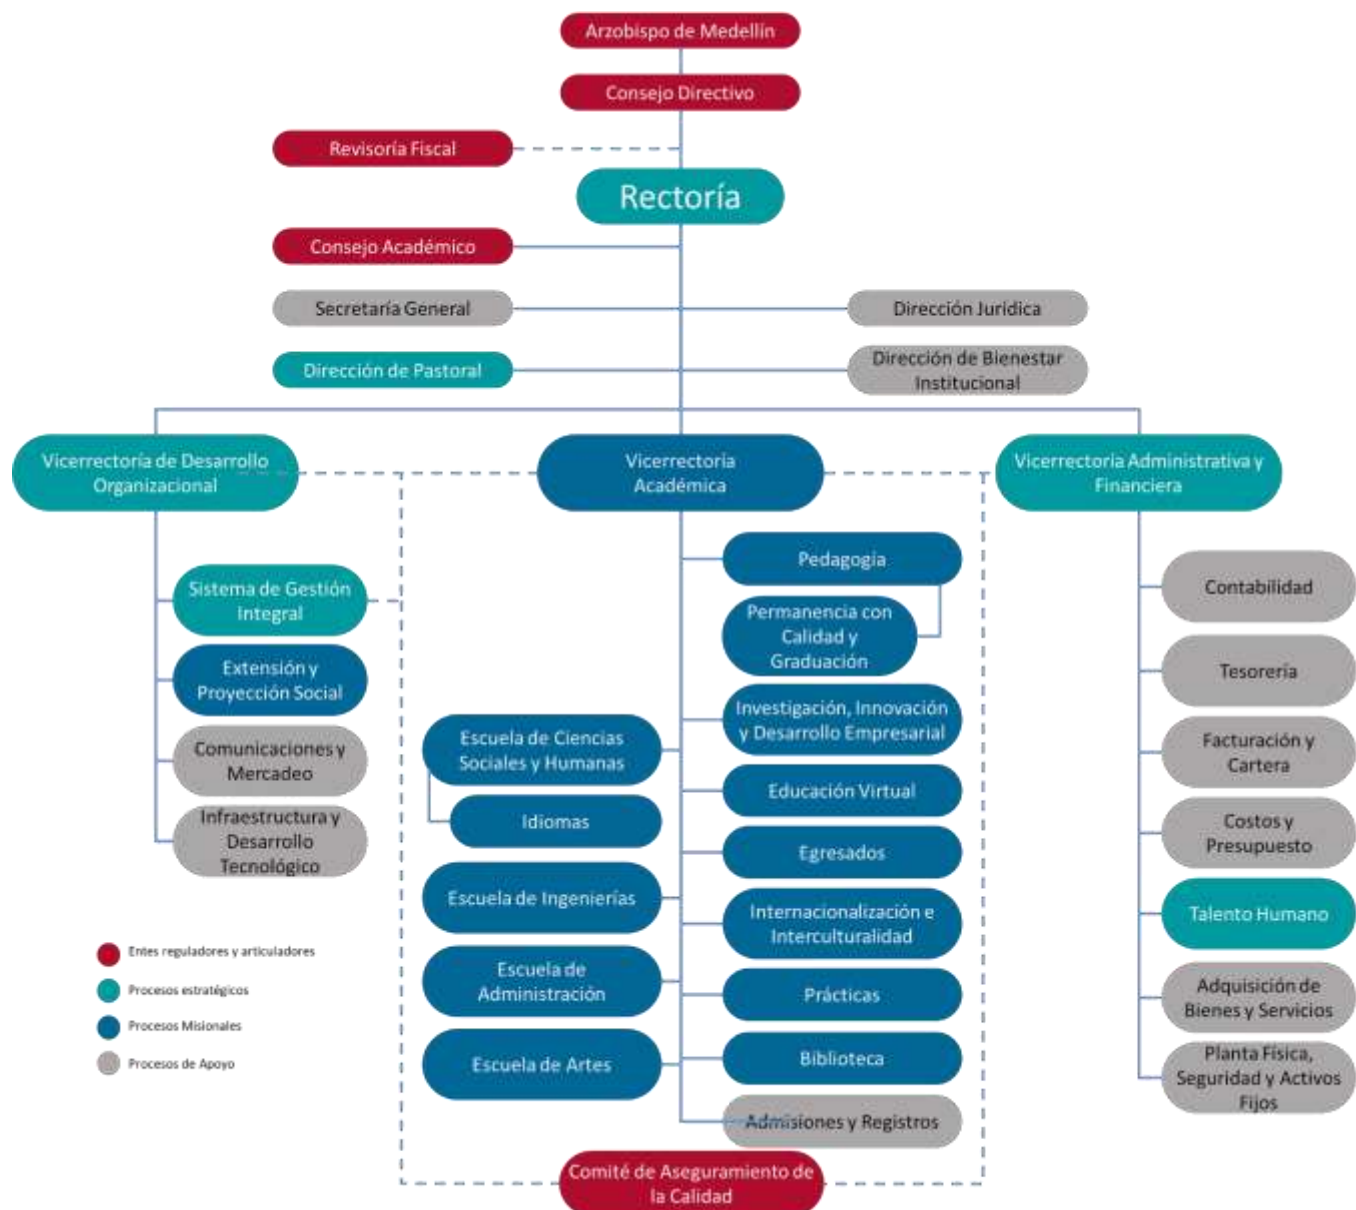 Arzobispo de Medellín
Consejo Directivo
Revisoría Fiscal
Rectoría
Consejo Académico
Secretaría General
Dirección Jurídica
Dirección de Pastoral
Dirección de Bienestar
Institucional
Vicerrectoría de Desarrollo
Organizacional
Vicerrectoría
Académica
Vicerrectoría Administrativa y
Financiera
Sistema de Gestión
Integral
Extensión y
Proyección Social
Comunicaciones y
Mercadeo
Infraestructura y
Desarrollo
Tecnológico
Escuela de Ciencias
Sociales y Humanas
Idiomas
Escuela de Ingenierías
Escuela de
Administración
Escuela de Artes
Pedagogía
Permanencia con
Calidad y
Graduación
Investigación, Innovación
y Desarrollo Empresarial
Educación Virtual
Egresados
Internacionalización e
Interculturalidad
Prácticas
Biblioteca
Admisiones y Registros
Contabilidad
Tesorería
Facturación y
Cartera
Costos y
Presupuesto
Talento Humano
Adquisición de
Bienes y Servicios
Planta Física,
Seguridad y Activos
Fijos
Entes reguladores y articuladores
Procesos estratégicos
Procesos Misionales
Procesos de Apoyo
Comité de Aseguramiento de
la Calidad